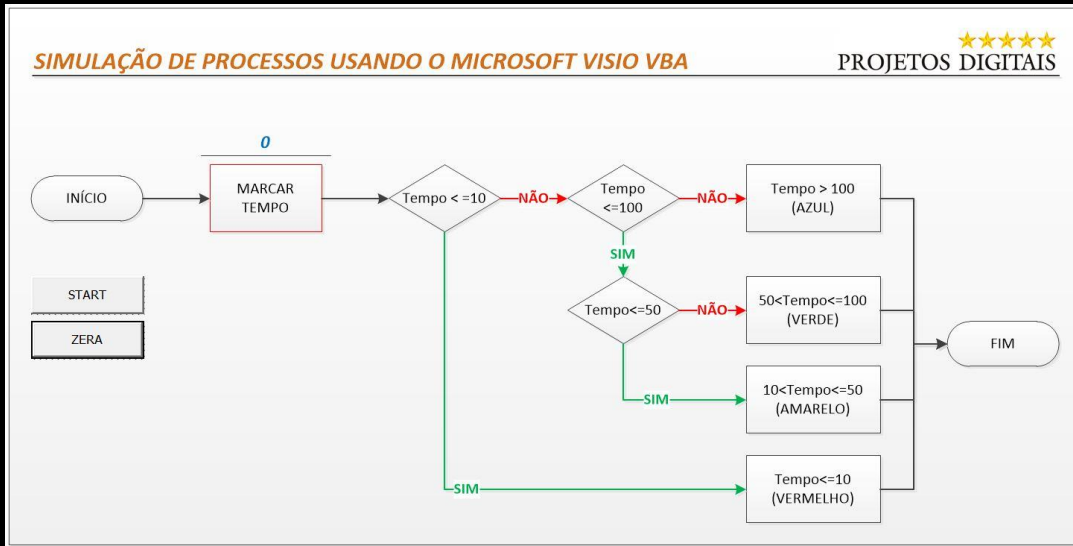 SIMULAÇÃO DE PROCESSOS USANDO O MICROSOFT VISIO VBA
PROJETOS DIGITAIS
0
INÍCIO
MARCAR
TEMPO
Tempo < =10
NÃO
Tempo
<=100
NÃO
Tempo > 100
(AZUL)
SIM
START
ZERA
Tempo<=50
NÃO
50<Tempo<=100
(VERDE)
FIM
SIM
10<Tempo<=50
(AMARELO)
SIM
Tempo<=10
(VERMELHO)